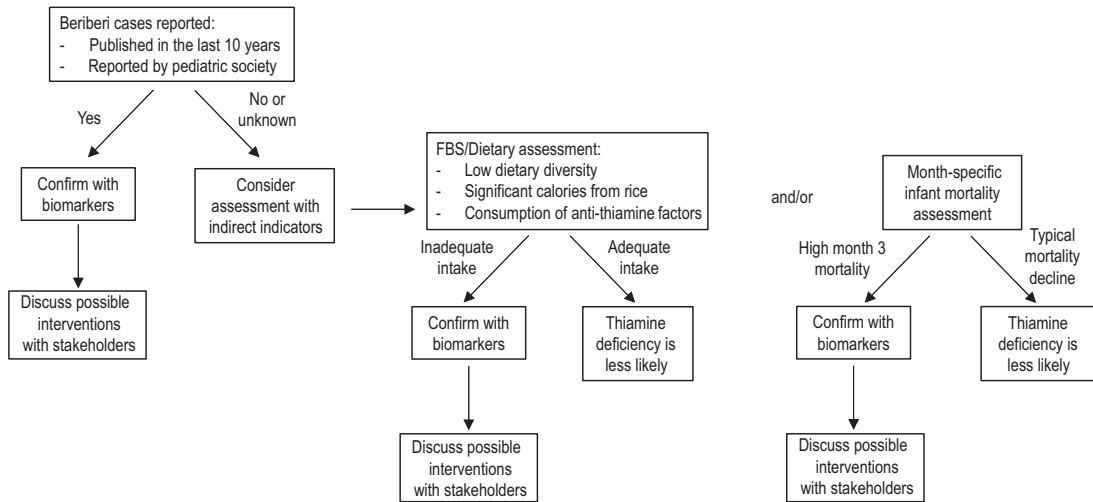 Beriberi cases reported:
- Published in the last 10 years
- Reported by pediatric society
Yes
No or
unknown
Confirm with
biomarkers
Consider
assessment with
indirect indicators
Discuss possible
interventions
with stakeholders
FBS/Dietary assessment:
- Low dietary diversity
- Significant calories from rice
- Consumption of anti-thiamine factors
Inadequate
intake
Adequate
intake
Confirm with
biomarkers
Thiamine
deficiency is
less likely
Discuss possible
interventions
with stakeholders
and/or
Month-specific
infant mortality
assessment
High month 3
mortality
Typical
mortality
decline
Confirm with
biomarkers
Thiamine
deficiency is
less likely
Discuss possible
interventions
with stakeholders